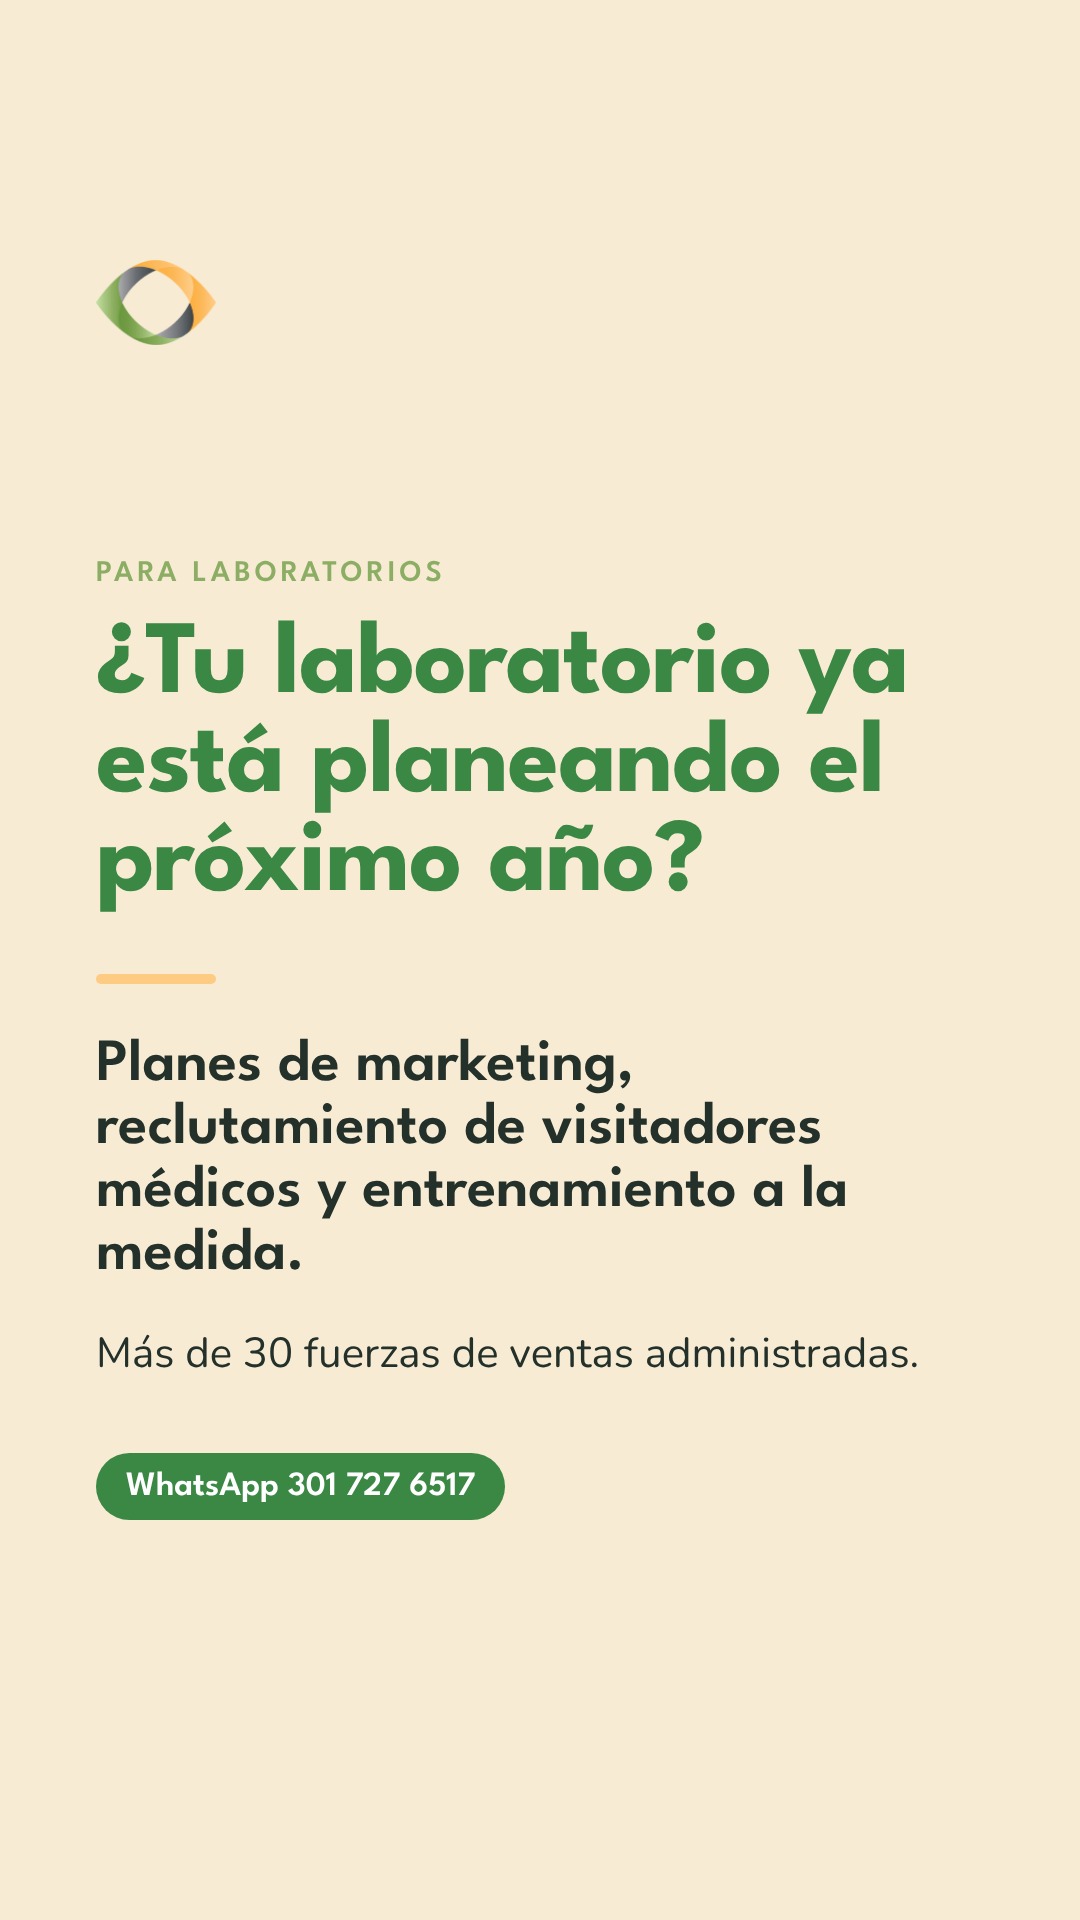 PARA LABORATORIOS
¿Tu laboratorio ya
está planeando el
próximo año?
Planes de marketing,
reclutamiento de visitadores
médicos y entrenamiento a la
medida.
Más de 30 fuerzas de ventas administradas.
WhatsApp 301 727 6517